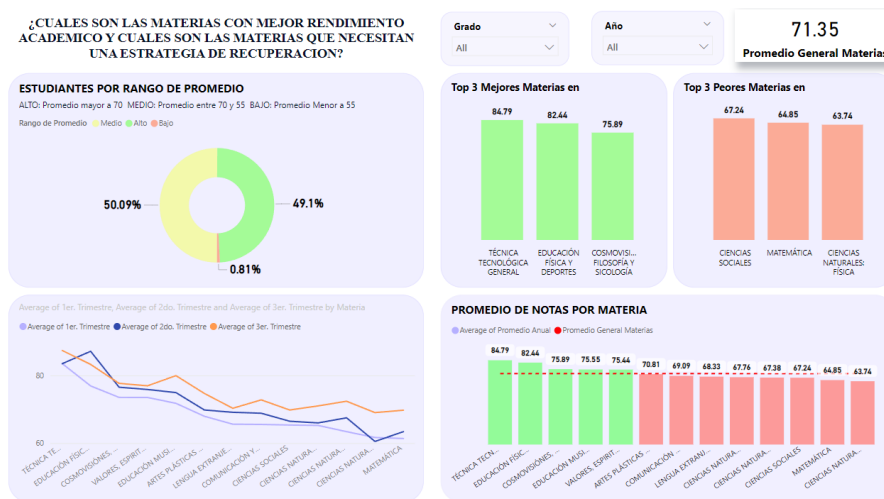 ¿CUALES SON LAS MATERIAS CON MEJOR RENDIMIENTO
ACADEMICO Y CUALES SON LAS MATERIAS QUE NECESITAN
UNA ESTRATEGIA DE RECUPERACION?
Grado
All
Año
All
71.35
Promedio General Materias
ESTUDIANTES POR RANGO DE PROMEDIO
ALTO: Promedio mayor a 70 MEDIO: Promedio entre 70 y 55 BAJO: Promedio Menor a 55
Rango de Promedio Medio Alto Bajo
50.09%
49.1%
0.81%
Top 3 Mejores Materias en
84.79
82.44
75.89
TÉCNICA
TECNOLÓGICA
GENERAL
EDUCACIÓN
FÍSICA Y
DEPORTES
COSMOVISI...
FILOSOFÍA Y
SICOLOGÍA
Top 3 Peores Materias en
67.24
64.85
63.74
CIENCIAS
SOCIALES
MATEMÁTICA
CIENCIAS
NATURALES:
FÍSICA
Average of 1er. Trimestre, Average of 2do. Trimestre and Average of 3er. Trimestre by Materia
Average of 1er. Trimestre Average of 2do. Trimestre Average of 3er. Trimestre
80
60
TÉCNICA TE...
EDUCACIÓN FÍSIC...
COSMOVISIÓNES, ...
VALORES, ESPIRIT...
EDUCACIÓN MUSI...
ARTES PLÁSTICAS ...
LENGUA EXTRANJE...
COMUNICACIÓN Y...
CIENCIAS SOCIALES
CIENCIAS NATURA...
CIENCIAS NATURA...
CIENCIAS NATURA...
MATEMÁTICA
PROMEDIO DE NOTAS POR MATERIA
Average of Promedio Anual Promedio General Materias
84.79
82.44
75.89
75.55
75.44
70.81
69.09
68.33
67.76
67.38
67.24
64.85
63.74
TÉCNICA TECN...
EDUCACIÓN FÍSIC...
COSMOVISIÓNES, ...
EDUCACIÓN MUSI...
VALORES, ESPIRIT...
ARTES PLÁSTICAS ...
COMUNICACIÓN ...
LENGUA EXTRANJ...
CIENCIAS NATURA...
CIENCIAS NATURA...
CIENCIAS SOCIALES
MATEMÁTICA
CIENCIAS NATURA...